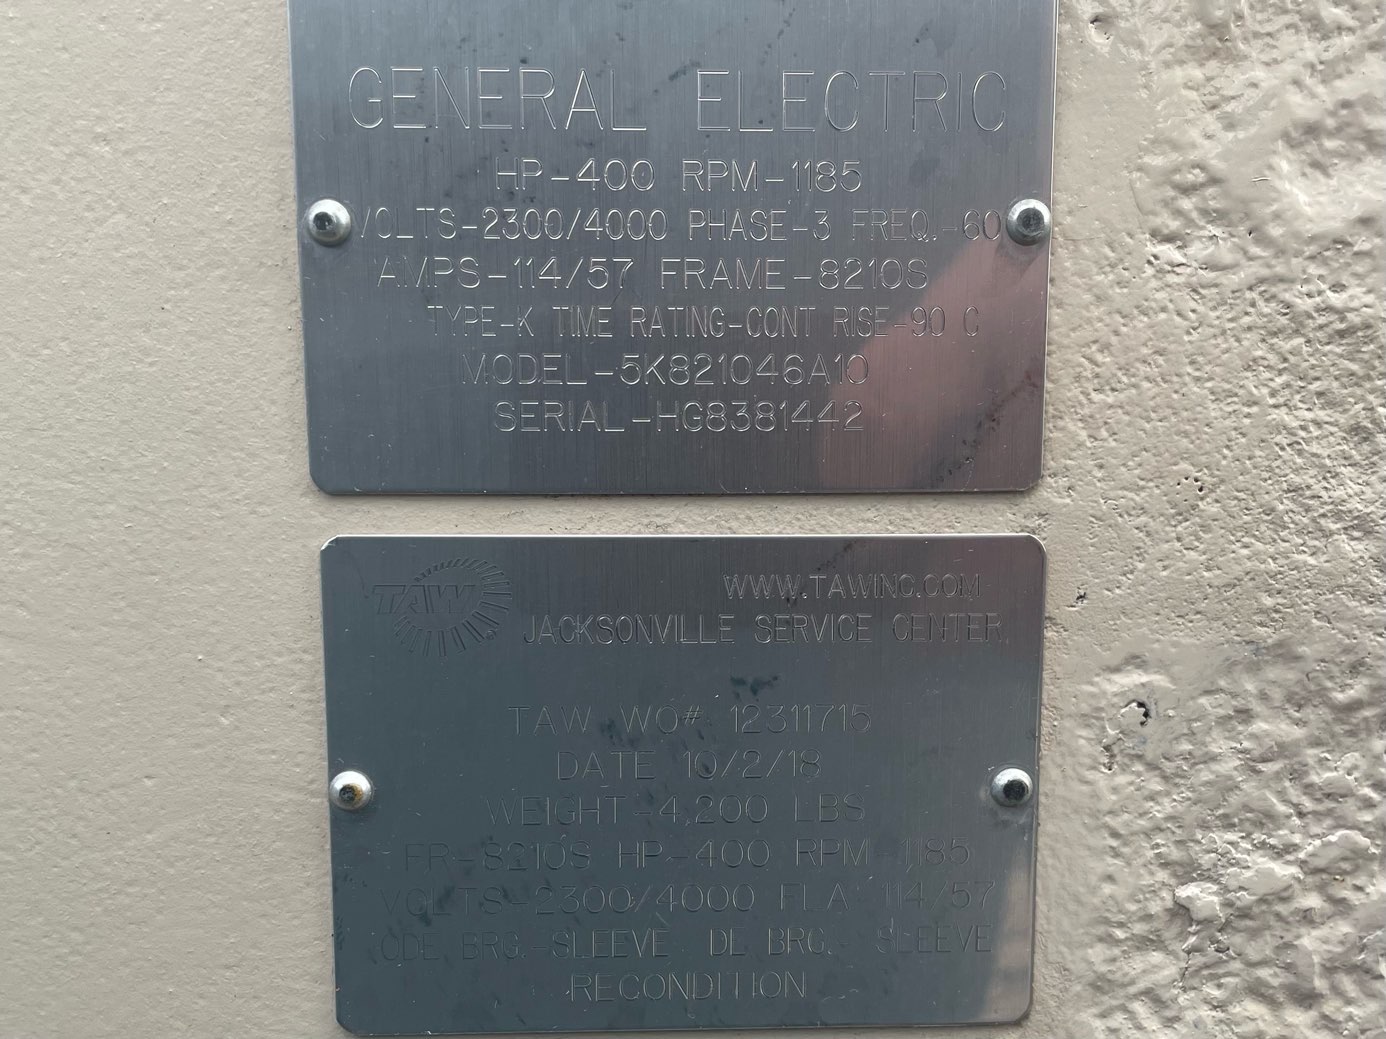 GENERAL ELECTRIC
HP-400 RPM-1185
VOLTS-2300/4000 PHASE-3 FREQ.-60
AMPS-114/57 FRAME-8210S
TYPE-K TIME RATING-CONT RISE-90 C
MODEL-5K821046A10
SERIAL-HG8381442
TAW
WWW.TAWINC.COM
JACKSONVILLE SERVICE CENTER
TAW WO# 12311715
DATE 10/2/18
WEIGHT-4,200 LBS
FR-8210S HP-400 RPM-1185
VOLTS-2300/4000 FLA 114/57
ODE BRG.-SLEEVE DE BRG.- SLEEVE
RECONDITION